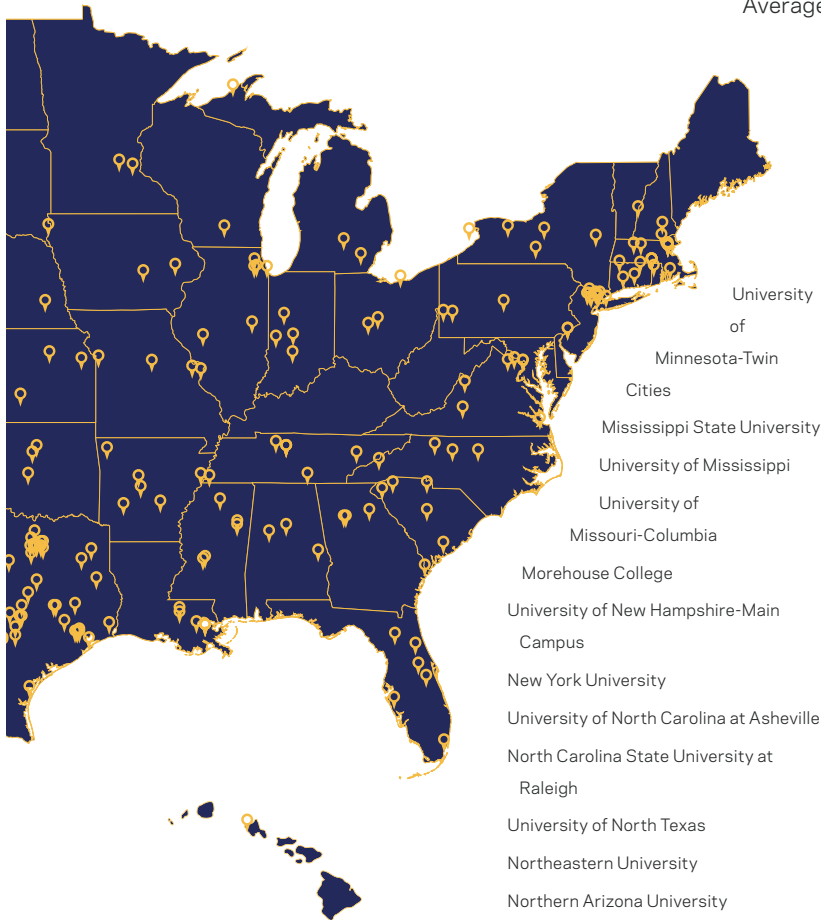 Average
University
of
Minnesota-Twin
Cities
Mississippi State University
University of Mississippi
University of
Missouri-Columbia
Morehouse College
University of New Hampshire-Main
Campus
New York University
University of North Carolina at Asheville
North Carolina State University at
Raleigh
University of North Texas
Northeastern University
Northern Arizona University